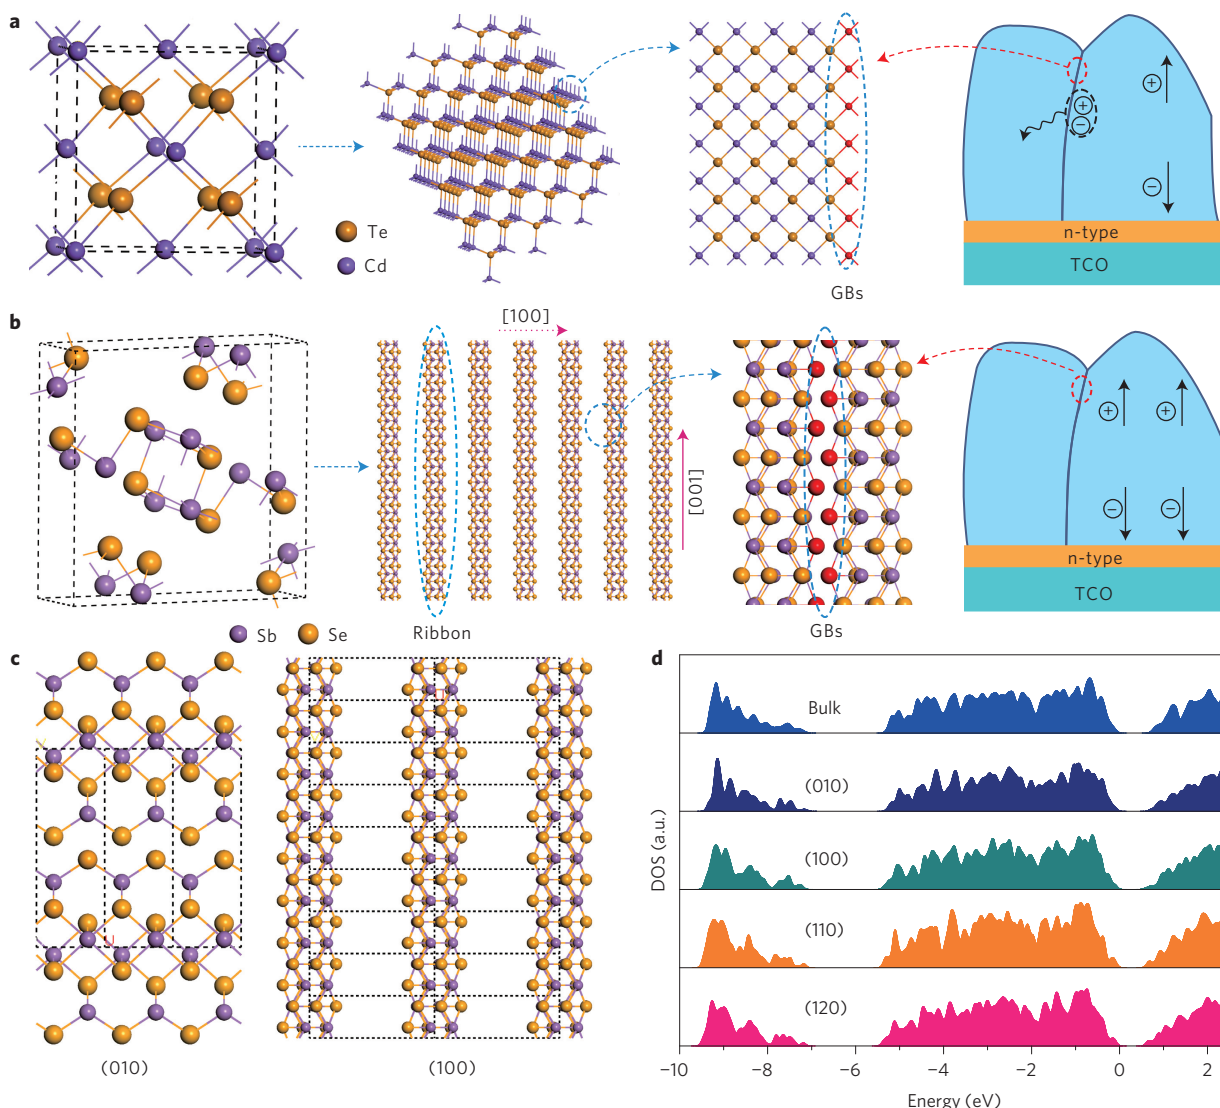 a
Te
Cd
GBs
+
−
+
−
n-type
TCO
b
[100]
[001]
Sb
Se
Ribbon
GBs
+
+
−
−
n-type
TCO
c
(010)
(100)
d
Bulk
(010)
(100)
(110)
(120)
DOS (a.u.)
−10
−8
−6
−4
−2
0
2
Energy (eV)